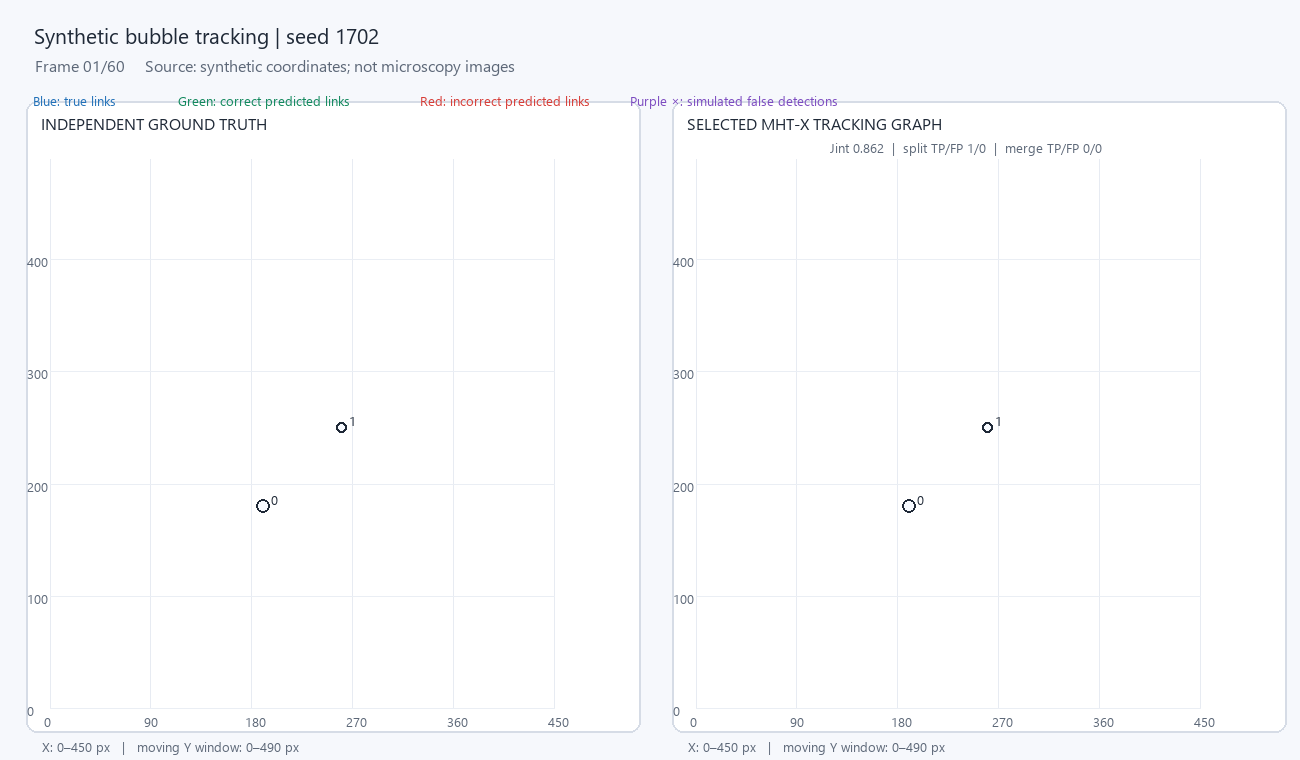 Synthetic bubble tracking | seed 1702
Frame 01/60 Source: synthetic coordinates; not microscopy images
Blue: true links Green: correct predicted links Red: incorrect predicted links Purple ×: simulated false detections
INDEPENDENT GROUND TRUTH
400
300
200
100
0
1
0
0 90 180 270 360 450
X: 0–450 px | moving Y window: 0–490 px
SELECTED MHT-X TRACKING GRAPH
Jint 0.862 | split TP/FP 1/0 | merge TP/FP 0/0
400
300
200
100
0
1
0
0 90 180 270 360 450
X: 0–450 px | moving Y window: 0–490 px